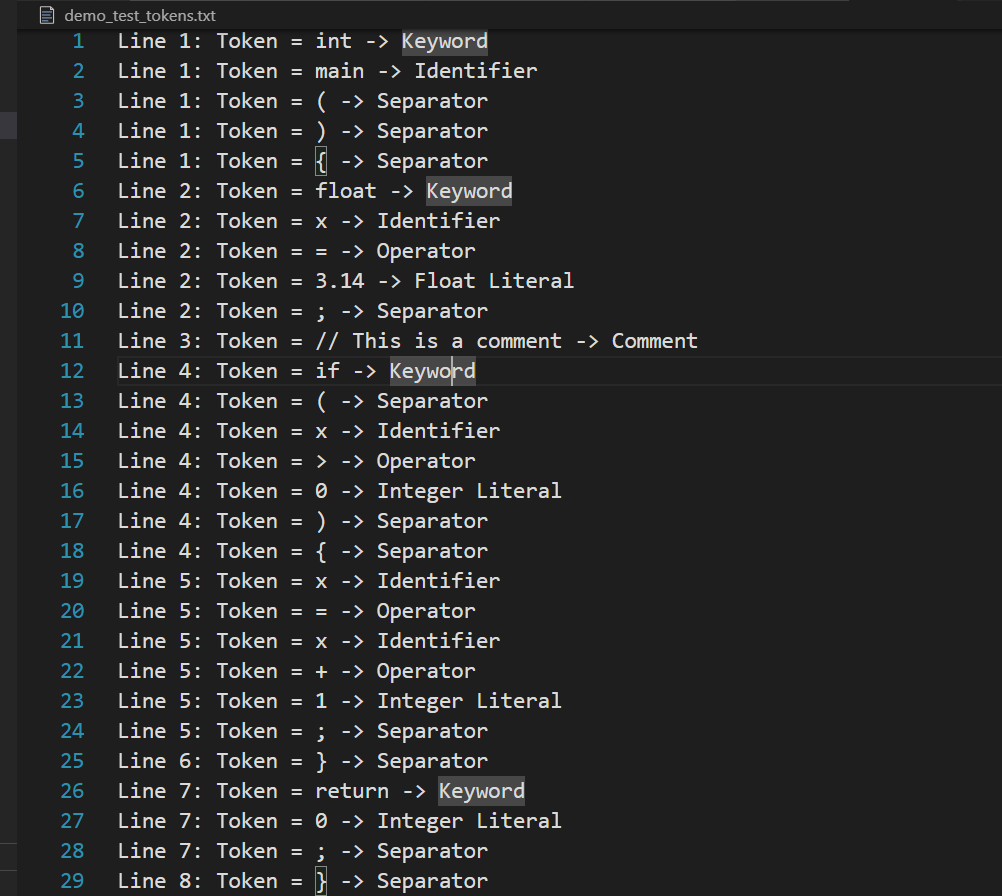 demo_test_tokens.txt
1 Line 1: Token = int -> Keyword
2 Line 1: Token = main -> Identifier
3 Line 1: Token = ( -> Separator
4 Line 1: Token = ) -> Separator
5 Line 1: Token = { -> Separator
6 Line 2: Token = float -> Keyword
7 Line 2: Token = x -> Identifier
8 Line 2: Token = = -> Operator
9 Line 2: Token = 3.14 -> Float Literal
10 Line 2: Token = ; -> Separator
11 Line 3: Token = // This is a comment -> Comment
12 Line 4: Token = if -> Keyword
13 Line 4: Token = ( -> Separator
14 Line 4: Token = x -> Identifier
15 Line 4: Token = > -> Operator
16 Line 4: Token = 0 -> Integer Literal
17 Line 4: Token = ) -> Separator
18 Line 4: Token = { -> Separator
19 Line 5: Token = x -> Identifier
20 Line 5: Token = = -> Operator
21 Line 5: Token = x -> Identifier
22 Line 5: Token = + -> Operator
23 Line 5: Token = 1 -> Integer Literal
24 Line 5: Token = ; -> Separator
25 Line 6: Token = } -> Separator
26 Line 7: Token = return -> Keyword
27 Line 7: Token = 0 -> Integer Literal
28 Line 7: Token = ; -> Separator
29 Line 8: Token = } -> Separator